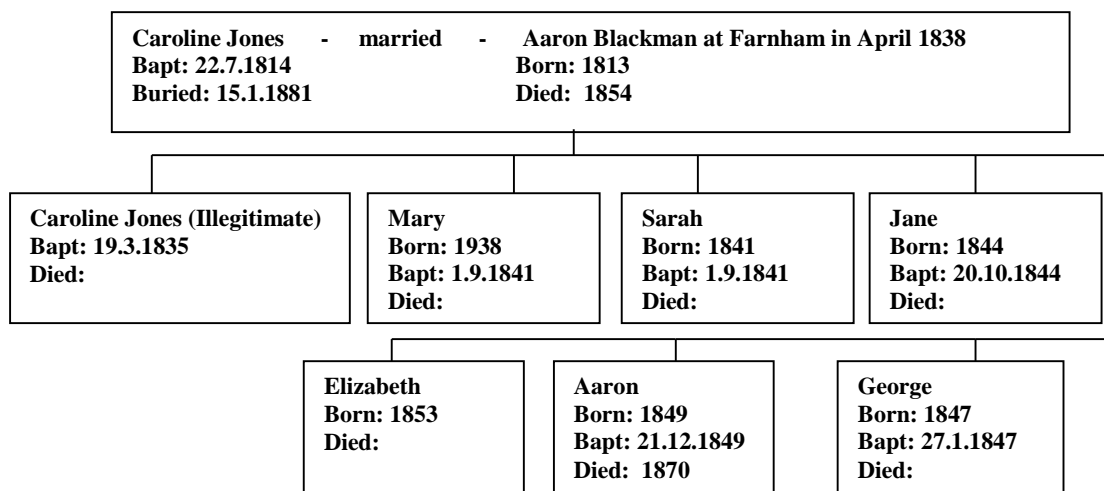 Caroline Jones - married - Aaron Blackman at Farnham in April 1838
Bapt: 22.7.1814 Born: 1813
Buried: 15.1.1881 Died: 1854
Caroline Jones (Illegitimate)
Bapt: 19.3.1835
Died:
Mary
Born: 1938
Bapt: 1.9.1841
Died:
Sarah
Born: 1841
Bapt: 1.9.1841
Died:
Jane
Born: 1844
Bapt: 20.10.1844
Died:
Elizabeth
Born: 1853
Died:
Aaron
Born: 1849
Bapt: 21.12.1849
Died: 1870
George
Born: 1847
Bapt: 27.1.1847
Died: